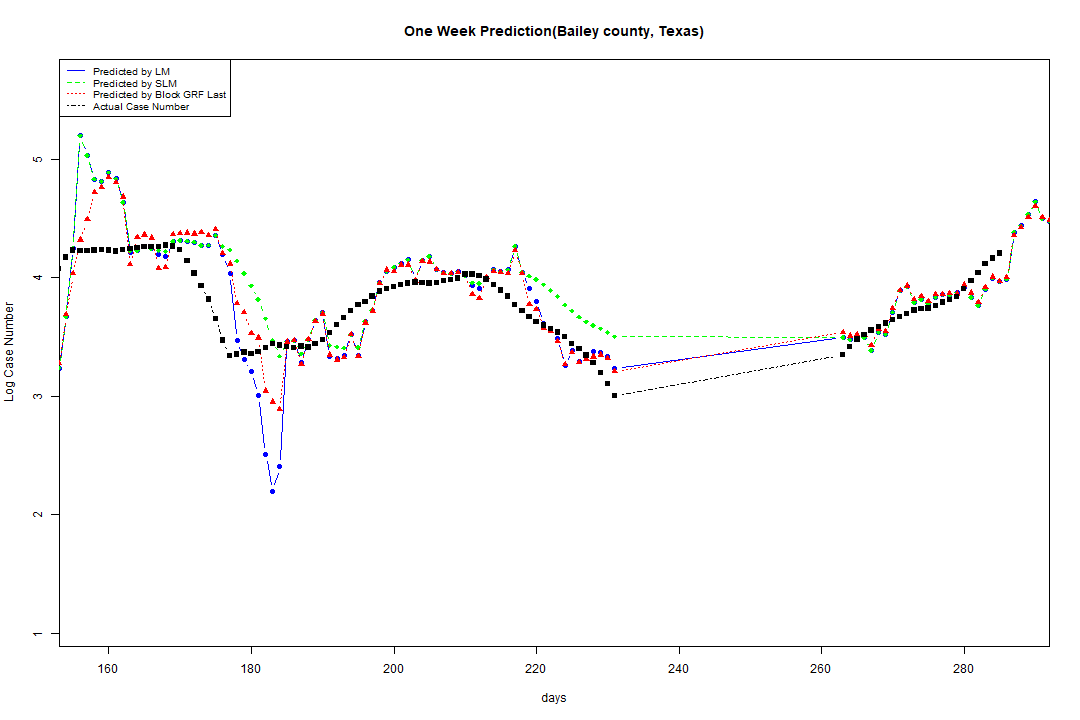 One Week Prediction(Bailey county, Texas)
Predicted by LM
Predicted by SLM
Predicted by Block GRF Last
Actual Case Number
5
4
3
2
1
Log Case Number
160 180 200 220 240 260 280
days